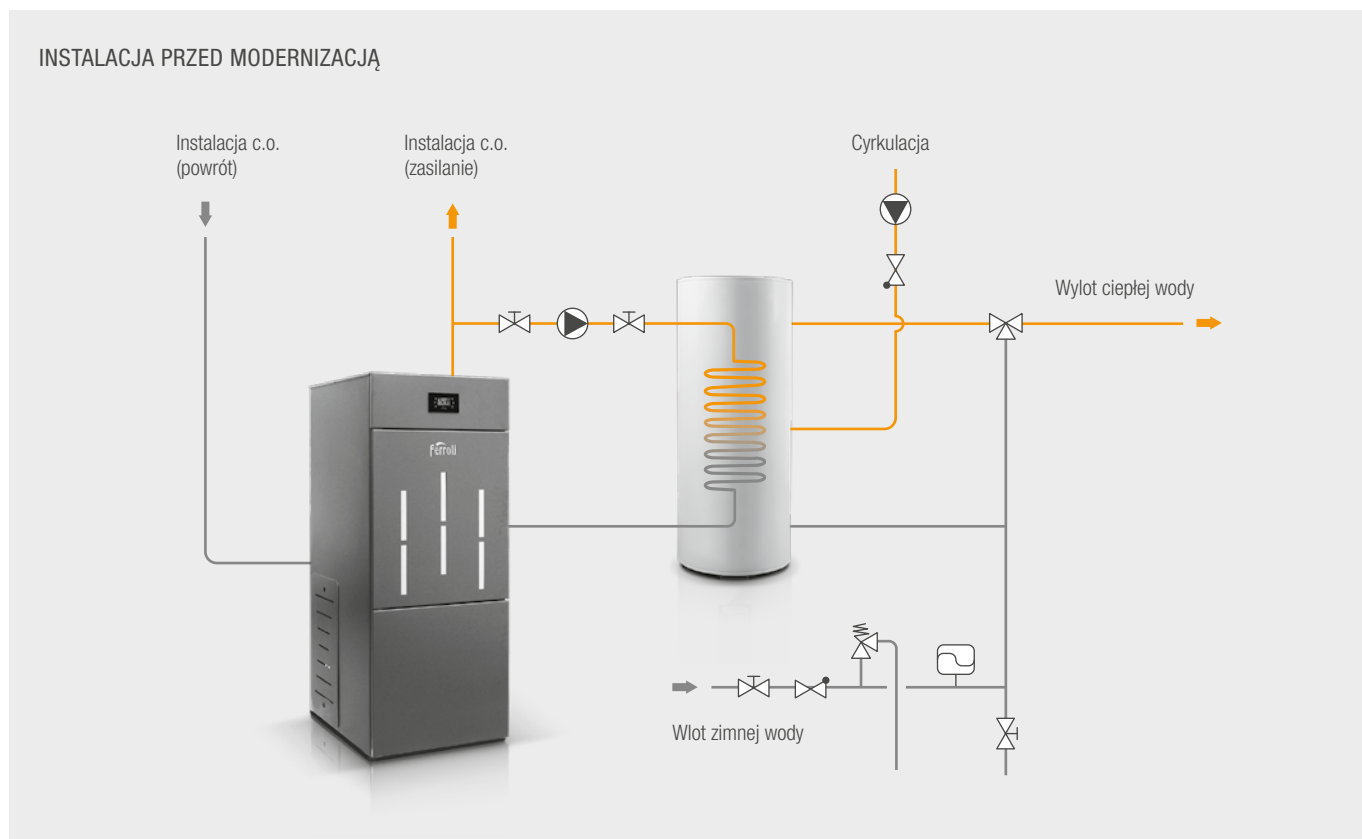 INSTALACJA PRZED MODERNIZACJĄ
Instalacja c.o.
(powrót)
Instalacja c.o.
(zasilanie)
Cyrkulacja
Wylot ciepłej wody
Ferroli
Wlot zimnej wody